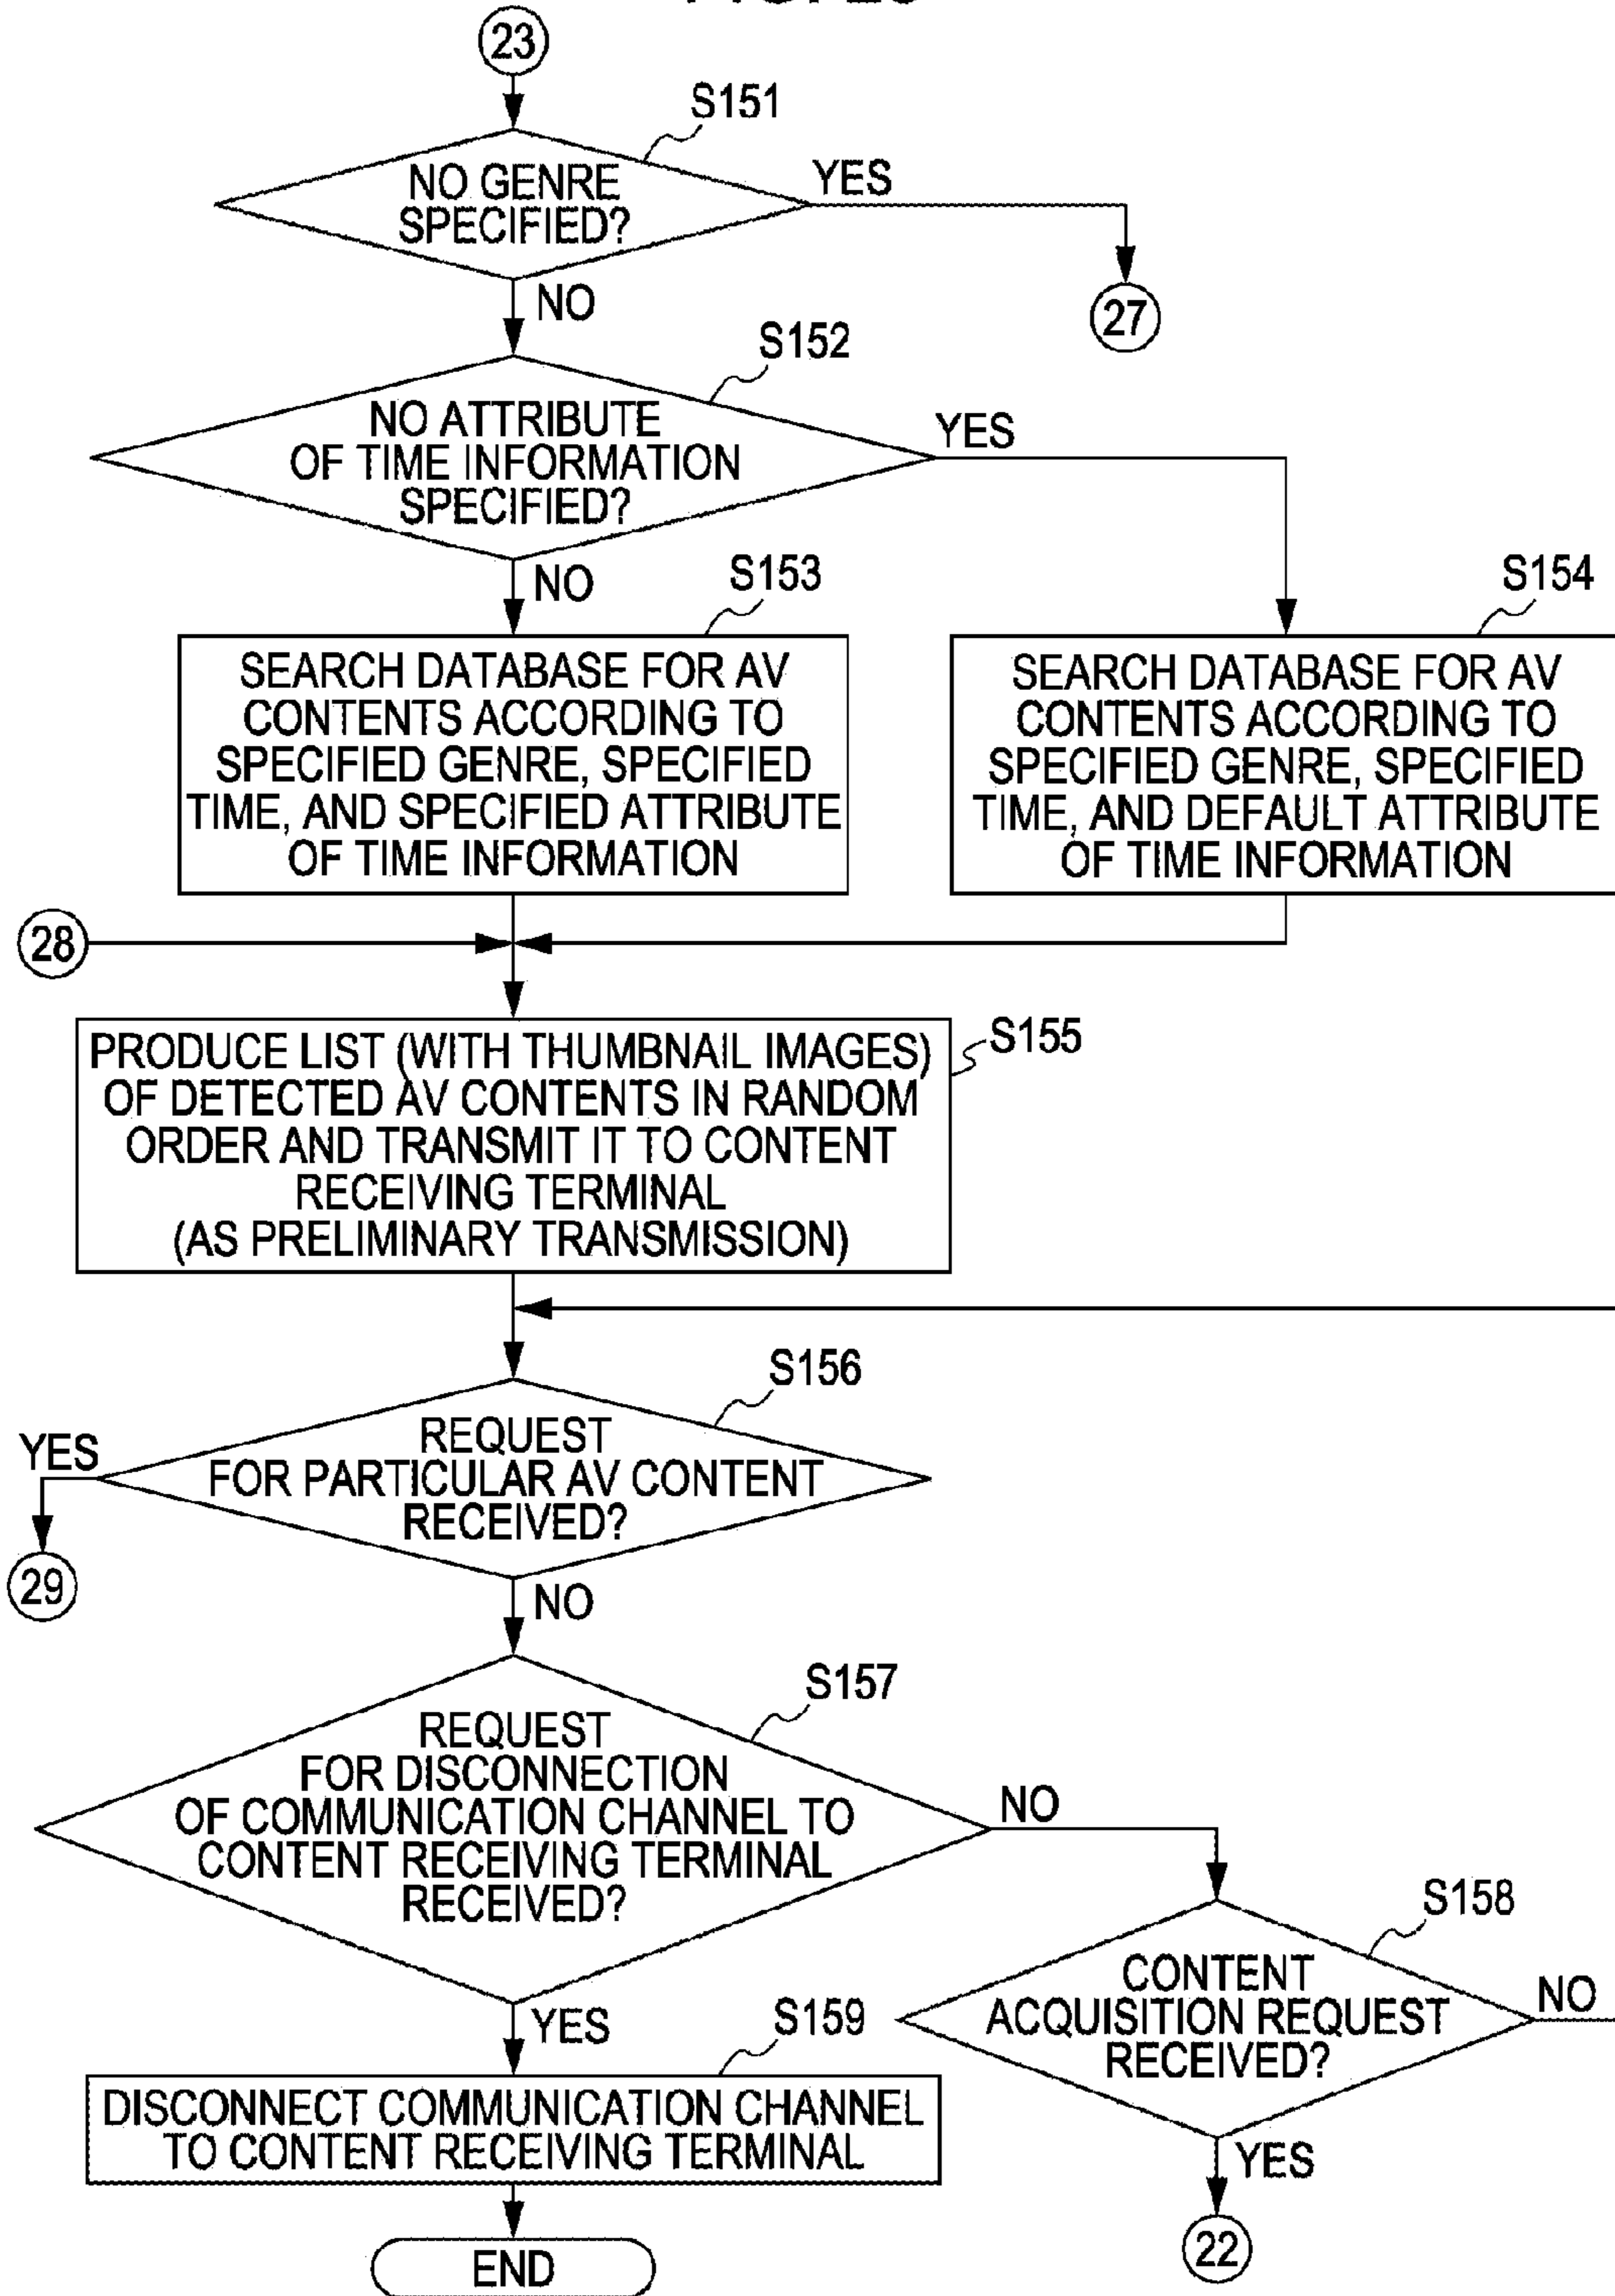 23
S151
NO GENRE
SPECIFIED?
YES
NO
27
S152
NO ATTRIBUTE
OF TIME INFORMATION
SPECIFIED?
YES
NO
S153
SEARCH DATABASE FOR AV
CONTENTS ACCORDING TO
SPECIFIED GENRE, SPECIFIED
TIME, AND SPECIFIED ATTRIBUTE
OF TIME INFORMATION
S154
SEARCH DATABASE FOR AV
CONTENTS ACCORDING TO
SPECIFIED GENRE, SPECIFIED
TIME, AND DEFAULT ATTRIBUTE
OF TIME INFORMATION
28
S155
PRODUCE LIST (WITH THUMBNAIL IMAGES)
OF DETECTED AV CONTENTS IN RANDOM
ORDER AND TRANSMIT IT TO CONTENT
RECEIVING TERMINAL
(AS PRELIMINARY TRANSMISSION)
S156
REQUEST
FOR PARTICULAR AV CONTENT
RECEIVED?
YES
29
NO
S157
REQUEST
FOR DISCONNECTION
OF COMMUNICATION CHANNEL TO
CONTENT RECEIVING TERMINAL
RECEIVED?
NO
S158
CONTENT
ACQUISITION REQUEST
RECEIVED?
NO
YES
22
YES
S159
DISCONNECT COMMUNICATION CHANNEL
TO CONTENT RECEIVING TERMINAL
END